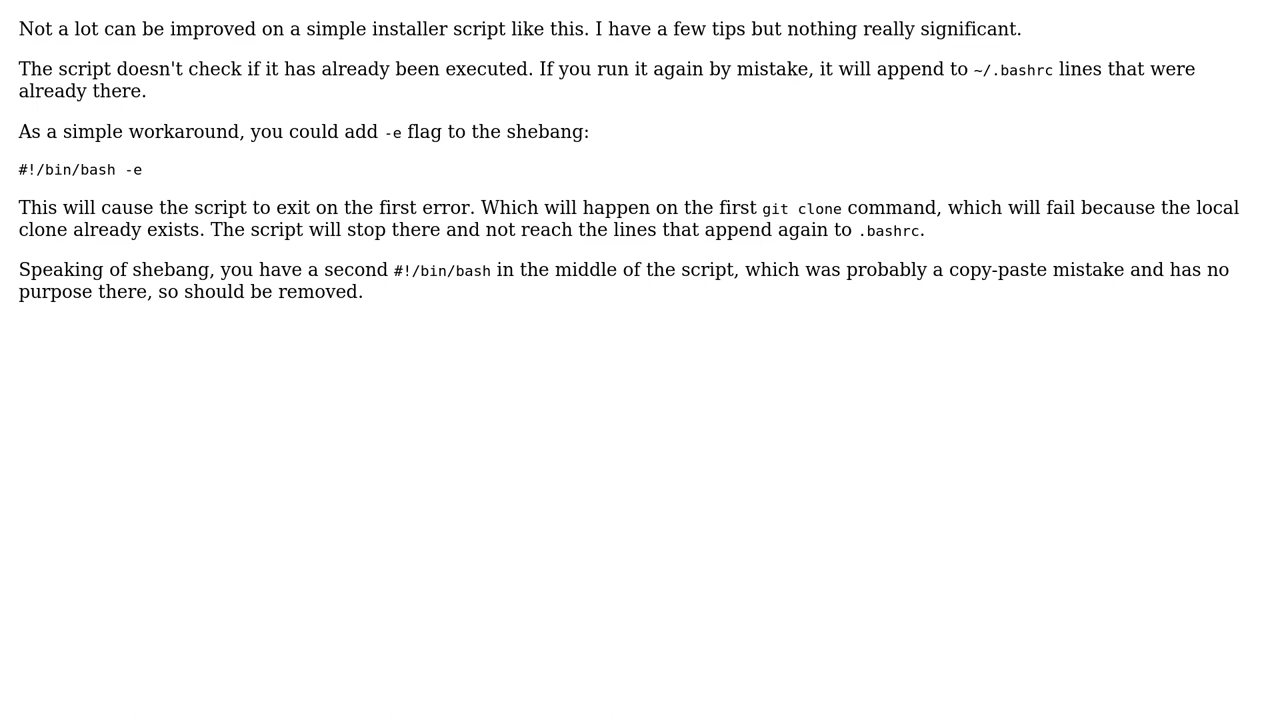 Not a lot can be improved on a simple installer script like this. I have a few tips but nothing really significant.
The script doesn't check if it has already been executed. If you run it again by mistake, it will append to ~/.bashrc lines that were
already there.
As a simple workaround, you could add -e flag to the shebang:
#!/bin/bash -e
This will cause the script to exit on the first error. Which will happen on the first git clone command, which will fail because the local
clone already exists. The script will stop there and not reach the lines that append again to .bashrc.
Speaking of shebang, you have a second #!/bin/bash in the middle of the script, which was probably a copy-paste mistake and has no
purpose there, so should be removed.